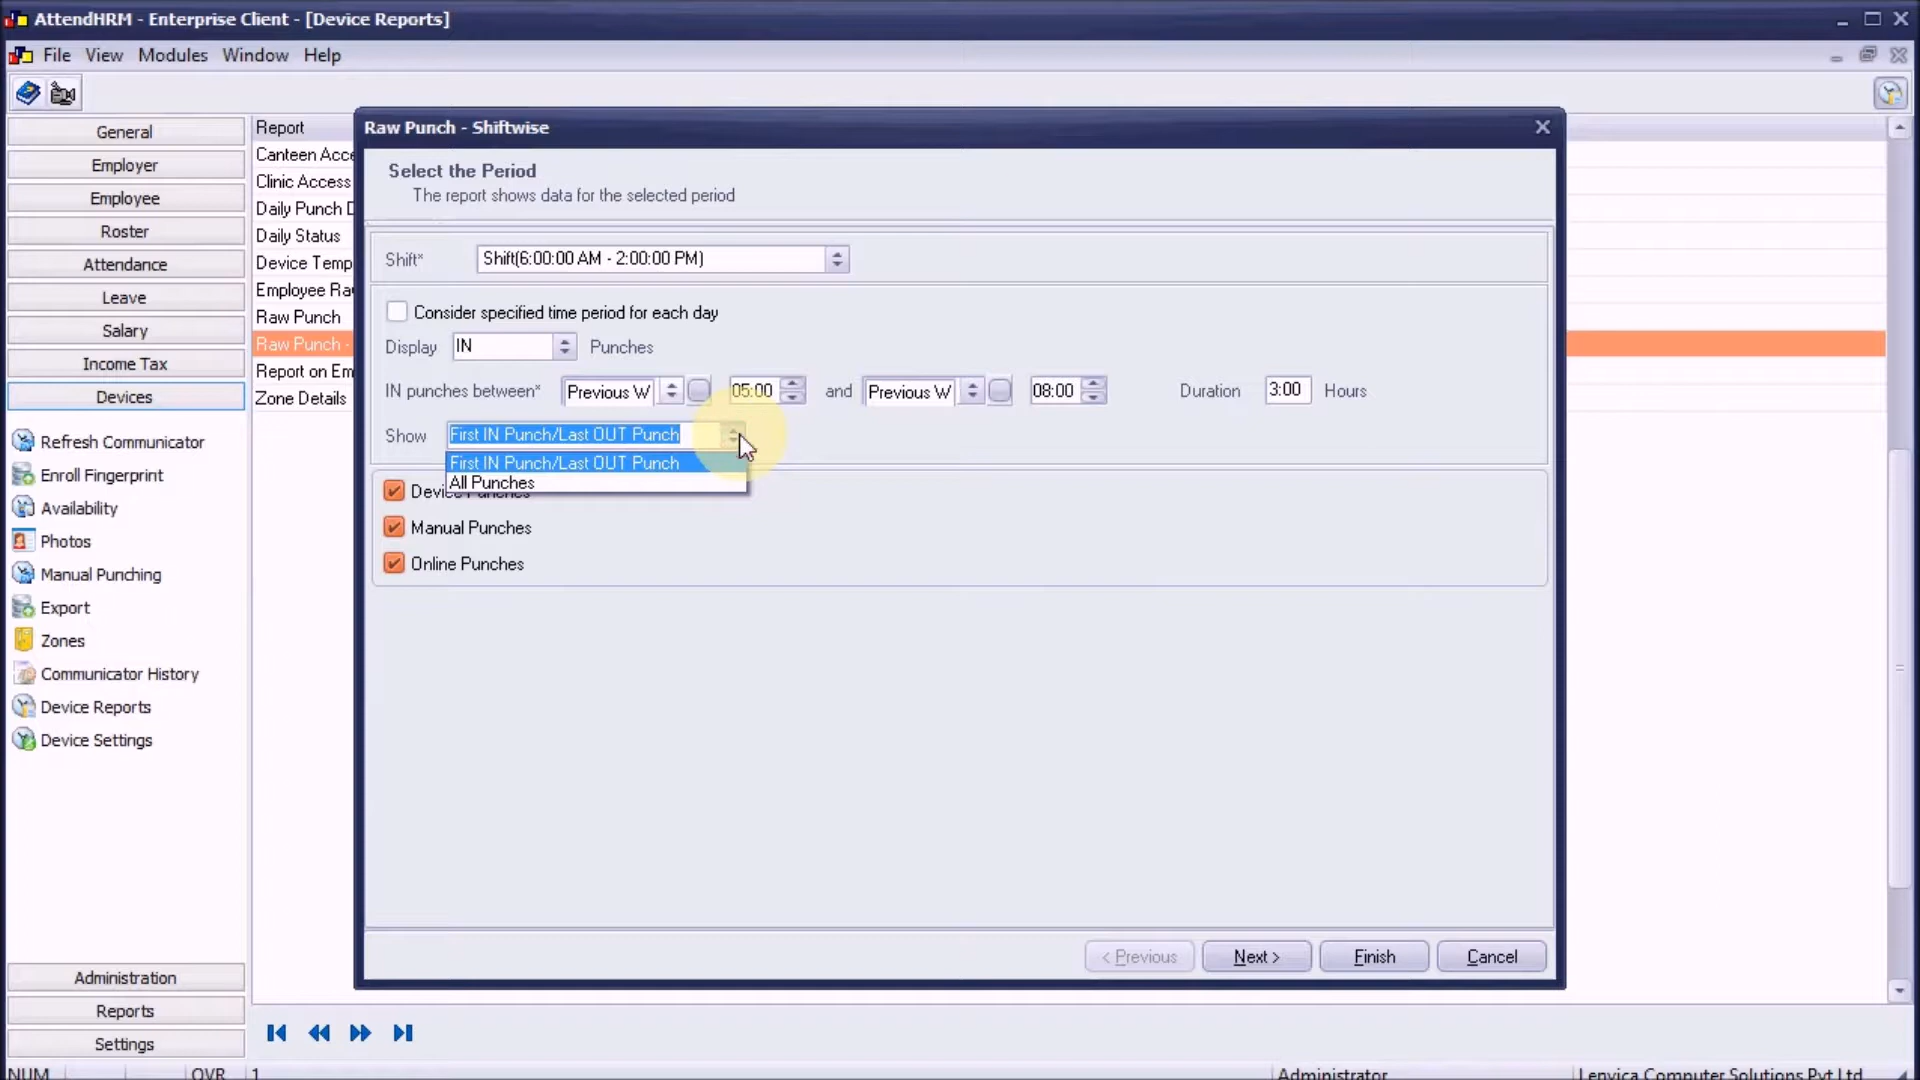 AttendHRM - Enterprise Client - [Device Reports]
File View Modules Window Help
General
Employer
Employee
Roster
Attendance
Leave
Salary
Income Tax
Devices
Refresh Communicator
Enroll Fingerprint
Availability
Photos
Manual Punching
Export
Zones
Communicator History
Device Reports
Device Settings
Administration
Reports
Settings
Report
Canteen Acce
Clinic Access
Daily Punch D
Daily Status
Device Temp
Employee Ra
Raw Punch
Raw Punch -
Report on Em
Zone Details
Raw Punch - Shiftwise
Select the Period
The report shows data for the selected period
Shift* Shift(6:00:00 AM - 2:00:00 PM)
Consider specified time period for each day
Display IN Punches
IN punches between* Previous W 05:00 and Previous W 08:00 Duration 3:00 Hours
Show First IN Punch/Last OUT Punch
First IN Punch/Last OUT Punch
All Punches
Device Punches
Manual Punches
Online Punches
< Previous Next > Finish Cancel
NUM OVR 1 Administrator Lenvica Computer Solutions Pvt Ltd